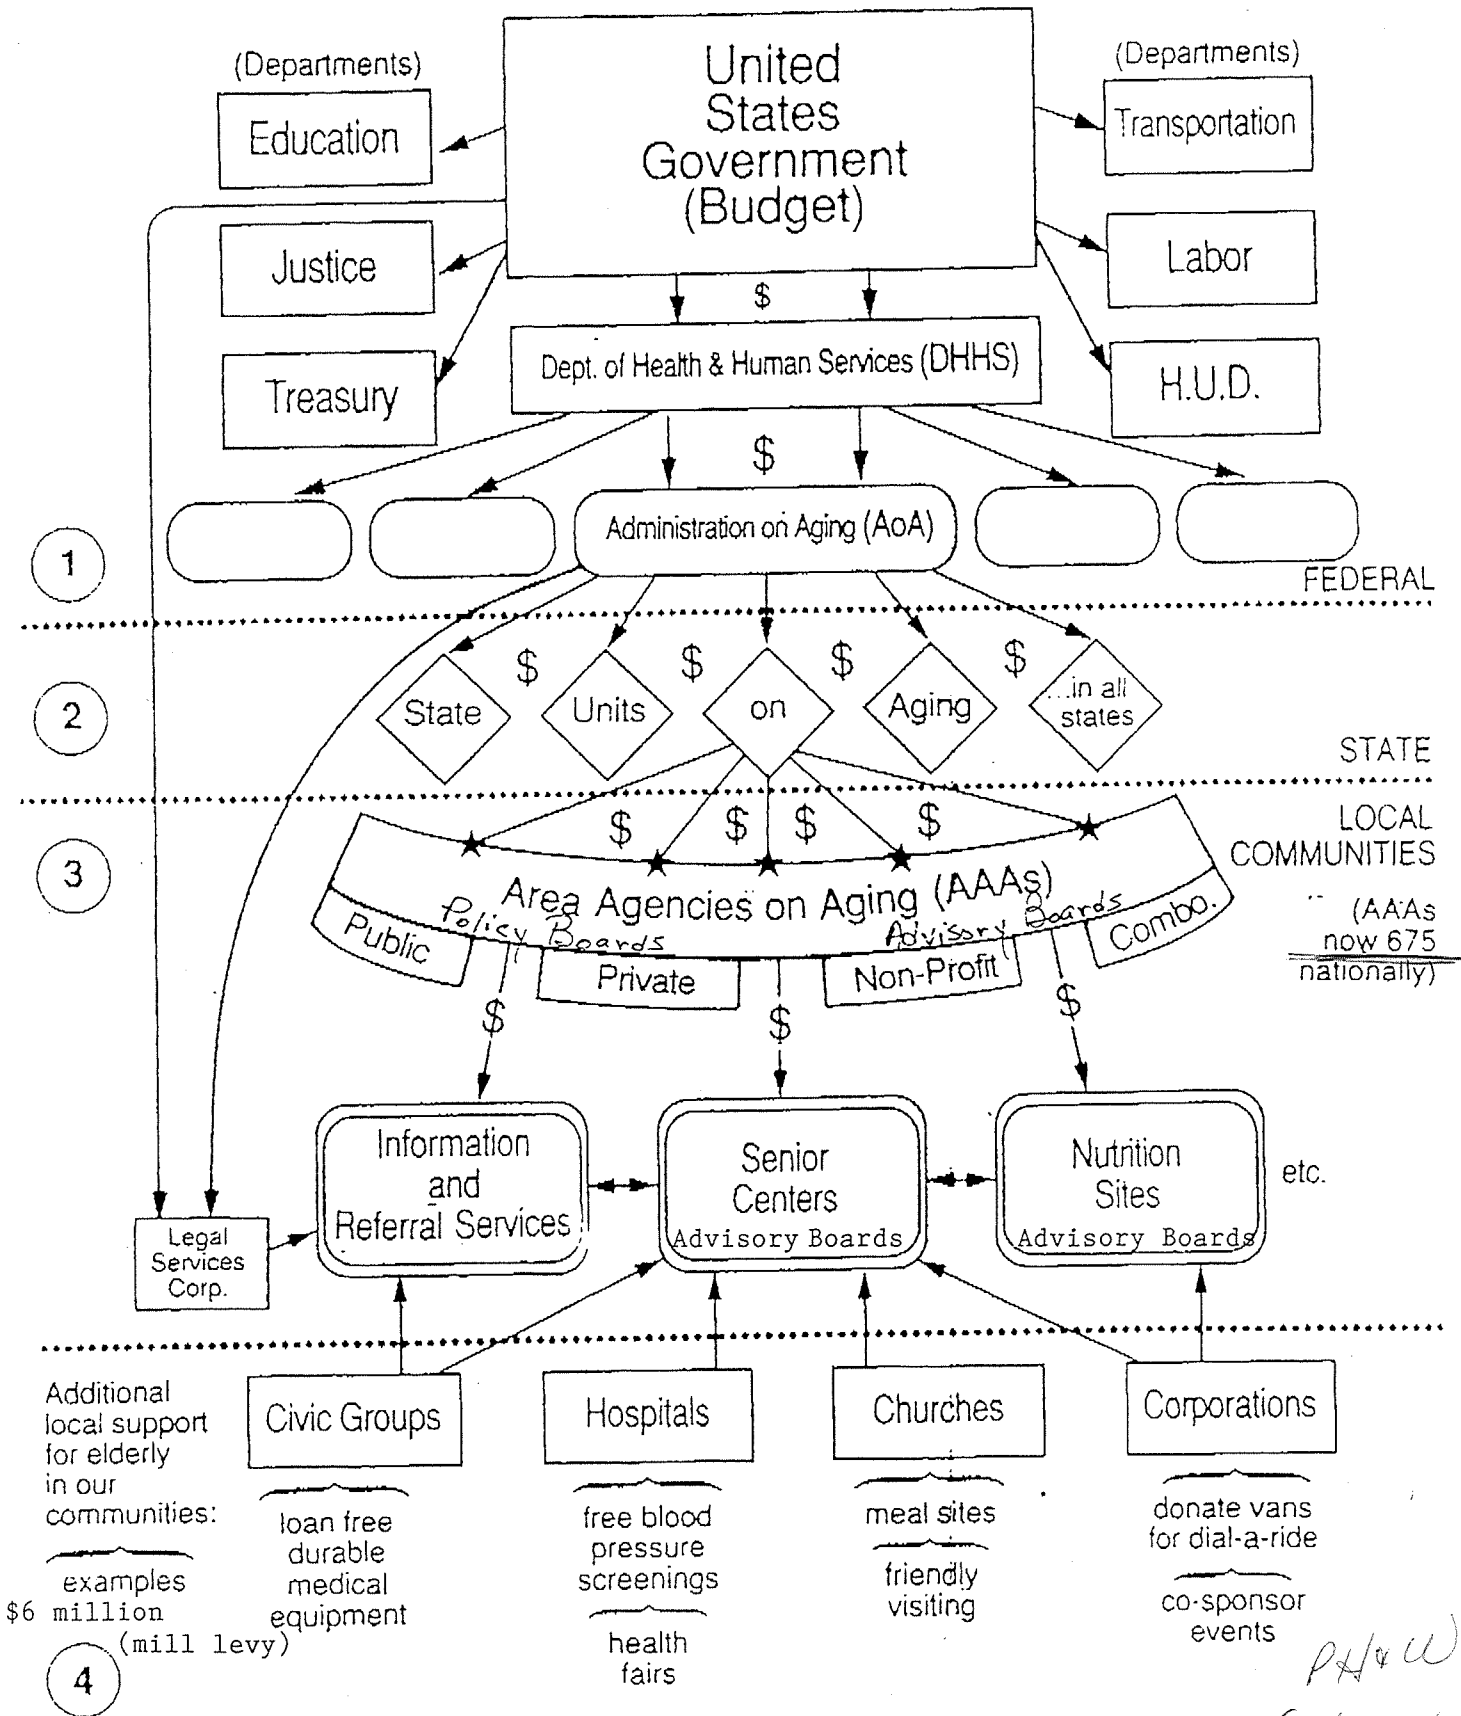 (Departments)
United
States
Government
(Budget)
(Departments)
Education
Transportation
Justice
Labor
$
Treasury
Dept. of Health & Human Services (DHHS)
H.U.D.
$
Administration on Aging (AoA)
1
FEDERAL
2
$ $ $ $
State
Units
on
Aging
...in all
states
STATE
3
$ $ $ $
LOCAL
COMMUNITIES
Area Agencies on Aging (AAAs)
Policy Boards
Advisory Boards
Public
Private
Non-Profit
Combo.
(AAAs
now 675
nationally)
$ $ $
Information
and
Referral Services
Senior
Centers
Advisory Boards
Nutrition
Sites
Advisory Boards
etc.
Legal
Services
Corp.
Additional
local support
for elderly
in our
communities:
examples
$6 million
(mill levy)
4
Civic Groups
loan free
durable
medical
equipment
Hospitals
free blood
pressure
screenings
health
fairs
Churches
meal sites
friendly
visiting
Corporations
donate vans
for dial-a-ride
co-sponsor
events
PH&W